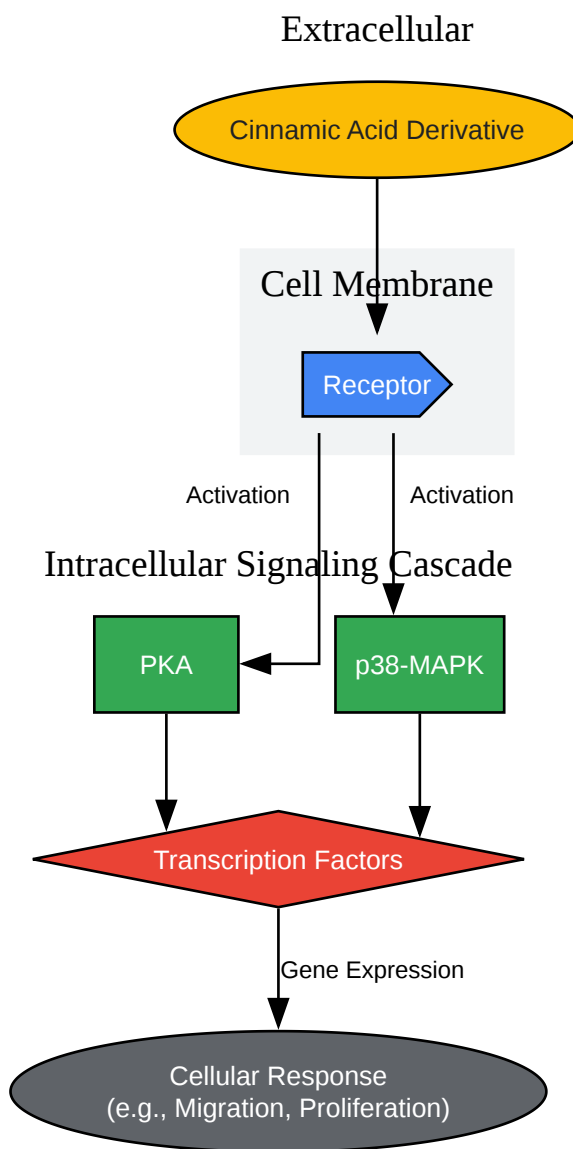 Extracellular
Cinnamic Acid Derivative
Cell Membrane
Receptor
Activation
Activation
Intracellular Signaling Cascade
PKA
p38-MAPK
Transcription Factors
Gene Expression
Cellular Response
(e.g., Migration, Proliferation)